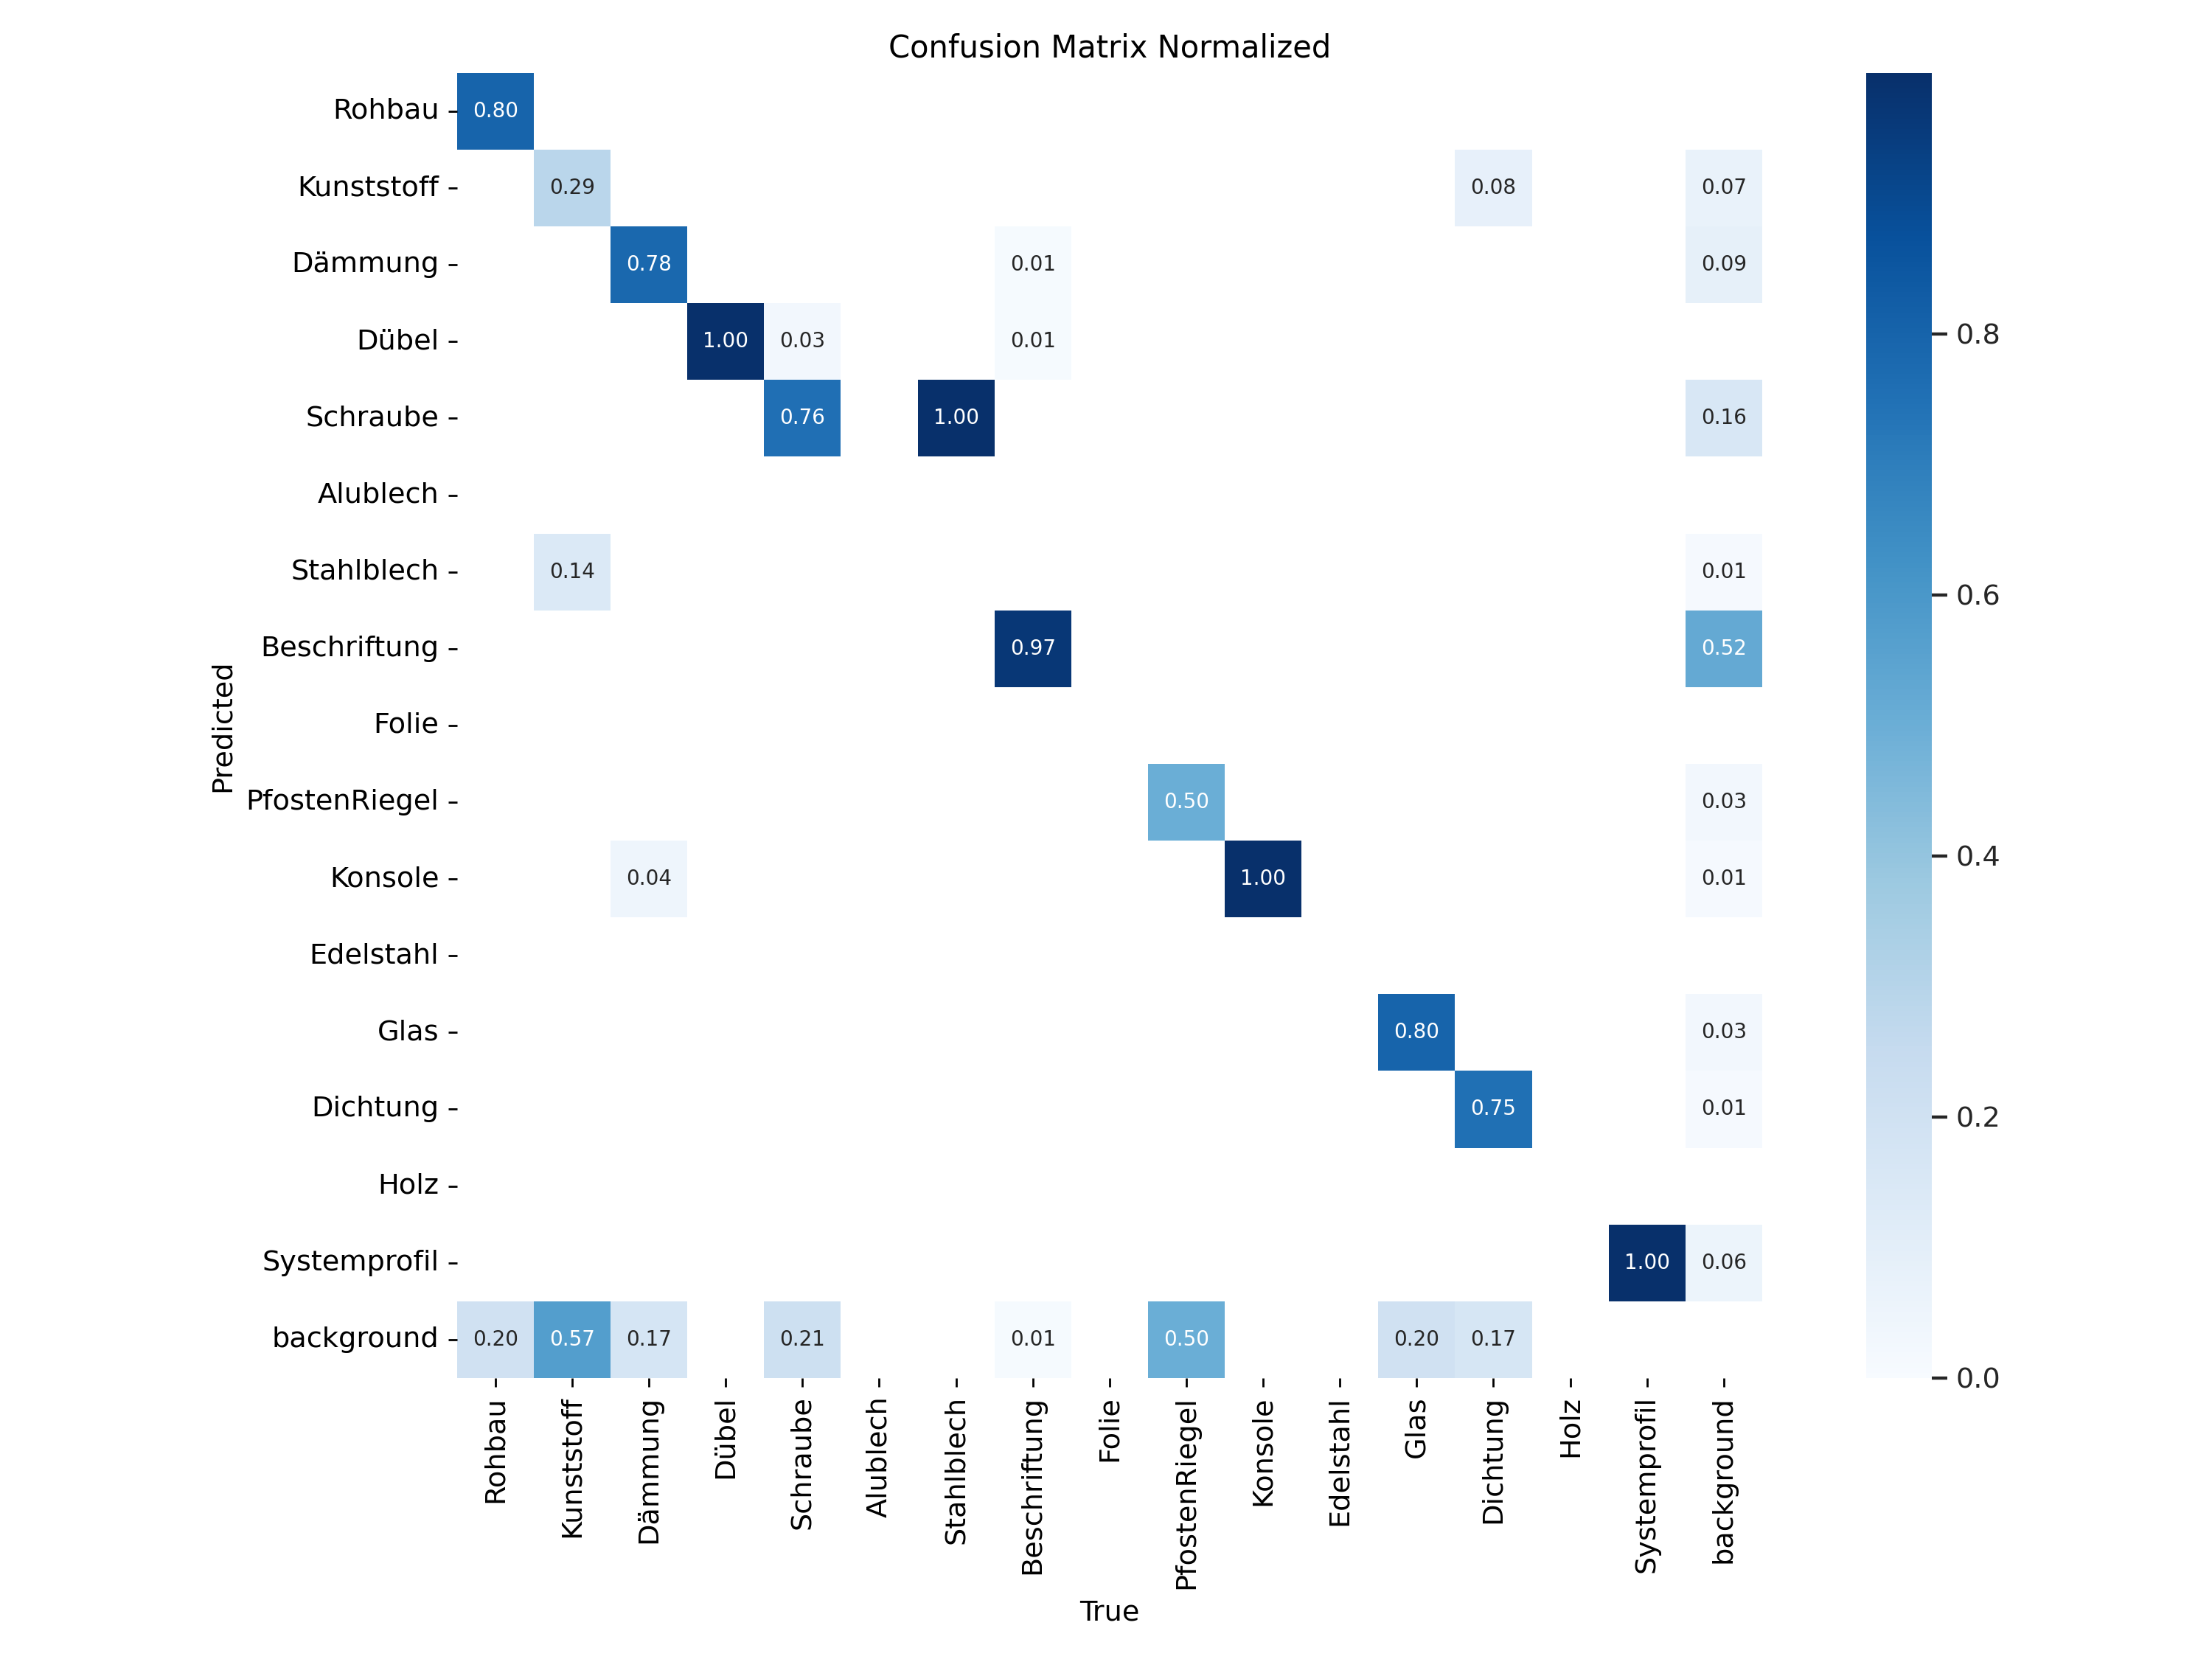 Confusion Matrix Normalized
Rohbau
0.80
Kunststoff
0.29
0.08
0.07
Dämmung
0.78
0.01
0.09
Dübel
1.00
0.03
0.01
0.8
Schraube
0.76
1.00
0.16
Alublech
Stahlblech
0.14
0.01
0.6
Beschriftung
0.97
0.52
Predicted
Folie
PfostenRiegel
0.50
0.03
0.4
Konsole
0.04
1.00
0.01
Edelstahl
Glas
0.80
0.03
Dichtung
0.75
0.01
0.2
Holz
Systemprofil
1.00
0.06
background
0.20
0.57
0.17
0.21
0.01
0.50
0.20
0.17
0.0
Rohbau
Kunststoff
Dämmung
Dübel
Schraube
Alublech
Stahlblech
Beschriftung
Folie
PfostenRiegel
Konsole
Edelstahl
Glas
Dichtung
Holz
Systemprofil
background
True